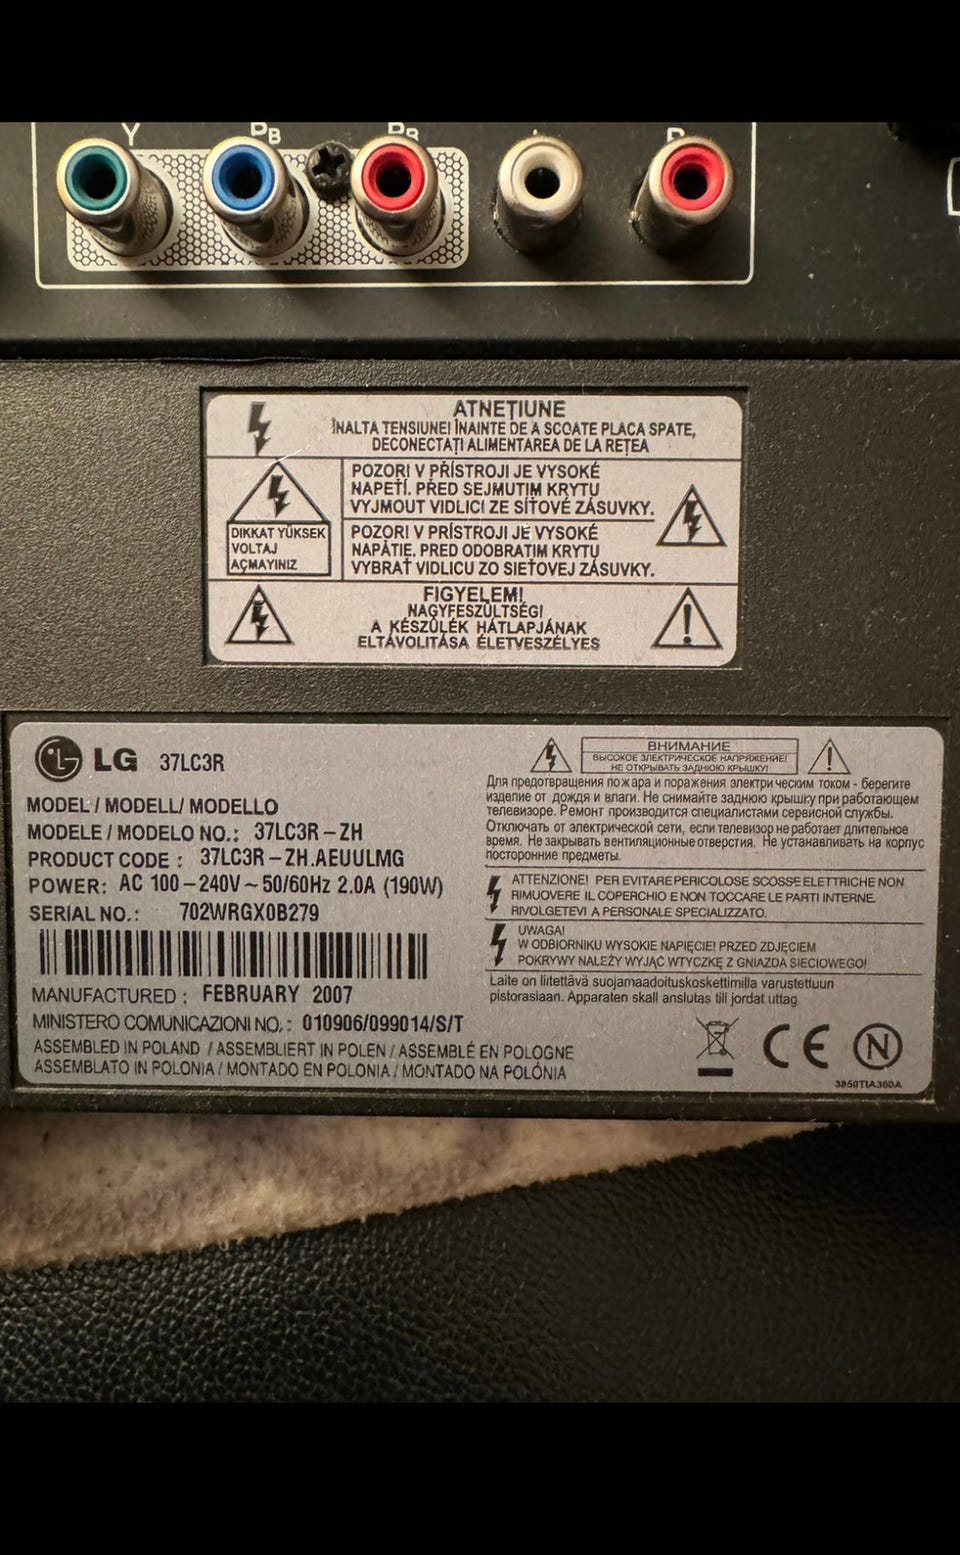 Y PB PR R
ATNEȚIUNE
ÎNALTA TENSIUNEI ÎNAINTE DE A SCOATE PLACA SPATE,
DECONECTAȚI ALIMENTAREA DE LA REȚEA
POZOR! V PŘÍSTROJI JE VYSOKÉ
NAPETÍ. PŘED SEJMUTIM KRYTU
VYJMOUT VIDLICI ZE SÍŤOVÉ ZÁSUVKY.
DIKKAT YÜKSEK
VOLTAJ
AÇMAYINIZ
POZOR! V PRÍSTROJI JE VYSOKÉ
NAPÁTIE. PRED ODOBRATIM KRYTU
VYBRAŤ VIDLICU ZO SIEŤOVEJ ZÁSUVKY.
FIGYELEM!
NAGYFESZÜLTSÉG!
A KÉSZÜLÉK HÁTLAPJÁNAK
ELTÁVOLITÁSA ÉLETVESZÉLYES
LG 37LC3R
MODEL / MODELL/ MODELLO
MODELE / MODELO NO.: 37LC3R-ZH
PRODUCT CODE : 37LC3R-ZH.AEUULMG
POWER: AC 100-240V~50/60Hz 2.0A (190W)
SERIAL NO.: 702WRGX0B279
MANUFACTURED : FEBRUARY 2007
MINISTERO COMUNICAZIONI NO,: 010906/099014/S/T
ASSEMBLED IN POLAND / ASSEMBLIERT IN POLEN / ASSEMBLÉ EN POLOGNE
ASSEMBLATO IN POLONIA / MONTADO EN POLONIA / MONTADO NA POLÓNIA
ВНИМАНИЕ
ВЫСОКОЕ ЭЛЕКТРИЧЕСКОЕ НАПРЯЖЕНИЕ!
НЕ ОТКРЫВАТЬ ЗАДНЮЮ КРЫШКУ!
Для предотвращения пожара и поражения электрическим током - берегите
изделие от дождя и влаги. Не снимайте заднюю крышку при работающем
телевизоре. Ремонт производится специалистами сервисной службы.
Отключать от электрической сети, если телевизор не работает длительное
время. Не закрывать вентиляционные отверстия. Не устанавливать на корпус
посторонние предметы.
ATTENZIONE! PER EVITARE PERICOLOSE SCOSSE ELETTRICHE NON
RIMUOVERE IL COPERCHIO E NON TOCCARE LE PARTI INTERNE.
RIVOLGETEVI A PERSONALE SPECIALIZZATO.
UWAGA!
W ODBIORNIKU WYSOKIE NAPIĘCIE! PRZED ZDJĘCIEM
POKRYWY NALEŻY WYJĄĆ WTYCZKĘ Z GNIAZDA SIECIOWEGO!
Laite on liitettävä suojamaadoituskoskettimilla varustettuun
pistorasiaan. Apparaten skall anslutas till jordat uttag
CE N
3850TIA360A